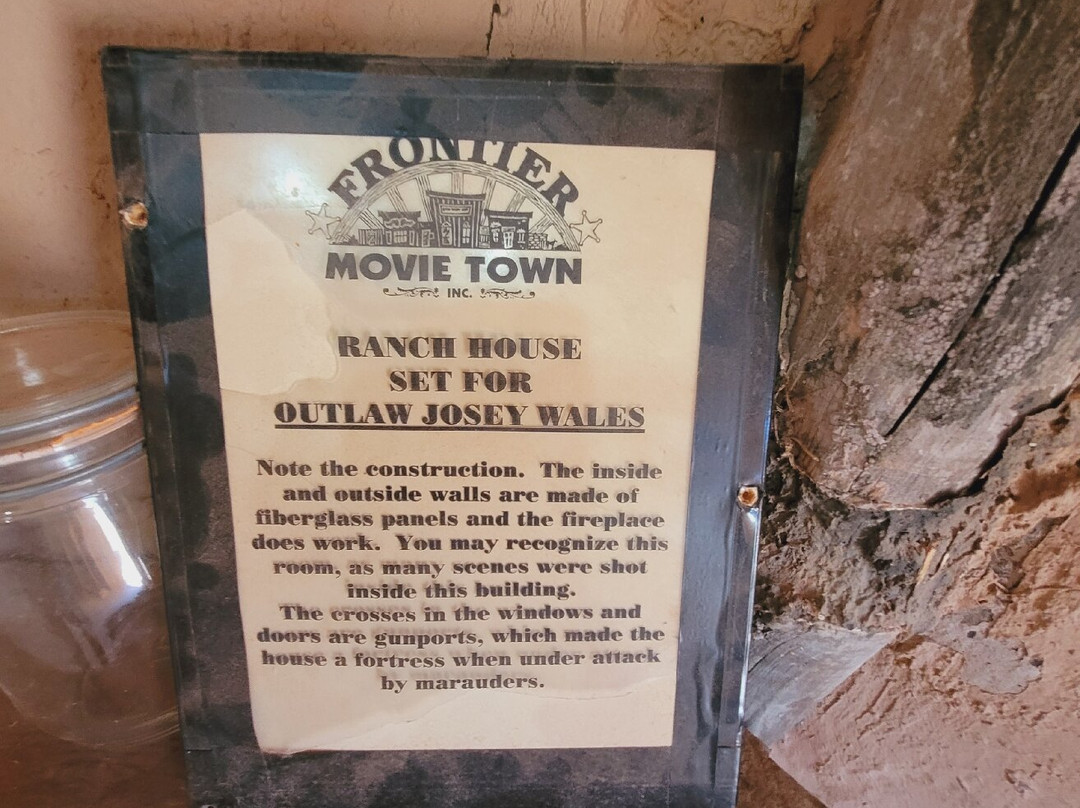 FRONTIER
MOVIE TOWN
INC.
RANCH HOUSE
SET FOR
OUTLAW JOSEY WALES
Note the construction. The inside
and outside walls are made of
fiberglass panels and the fireplace
does work. You may recognize this
room, as many scenes were shot
inside this building.
The crosses in the windows and
doors are gunports, which made the
house a fortress when under attack
by marauders.